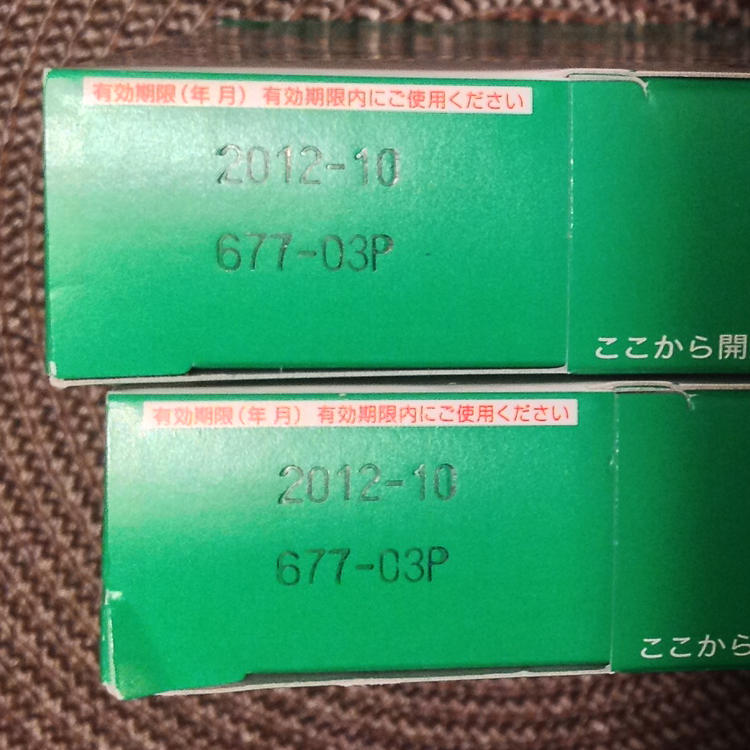 有効期限(年 月) 有効期限内にご使用ください
2012-10
677-03P
ここから開
有効期限(年 月) 有効期限内にご使用ください
2012-10
677-03P
ここから